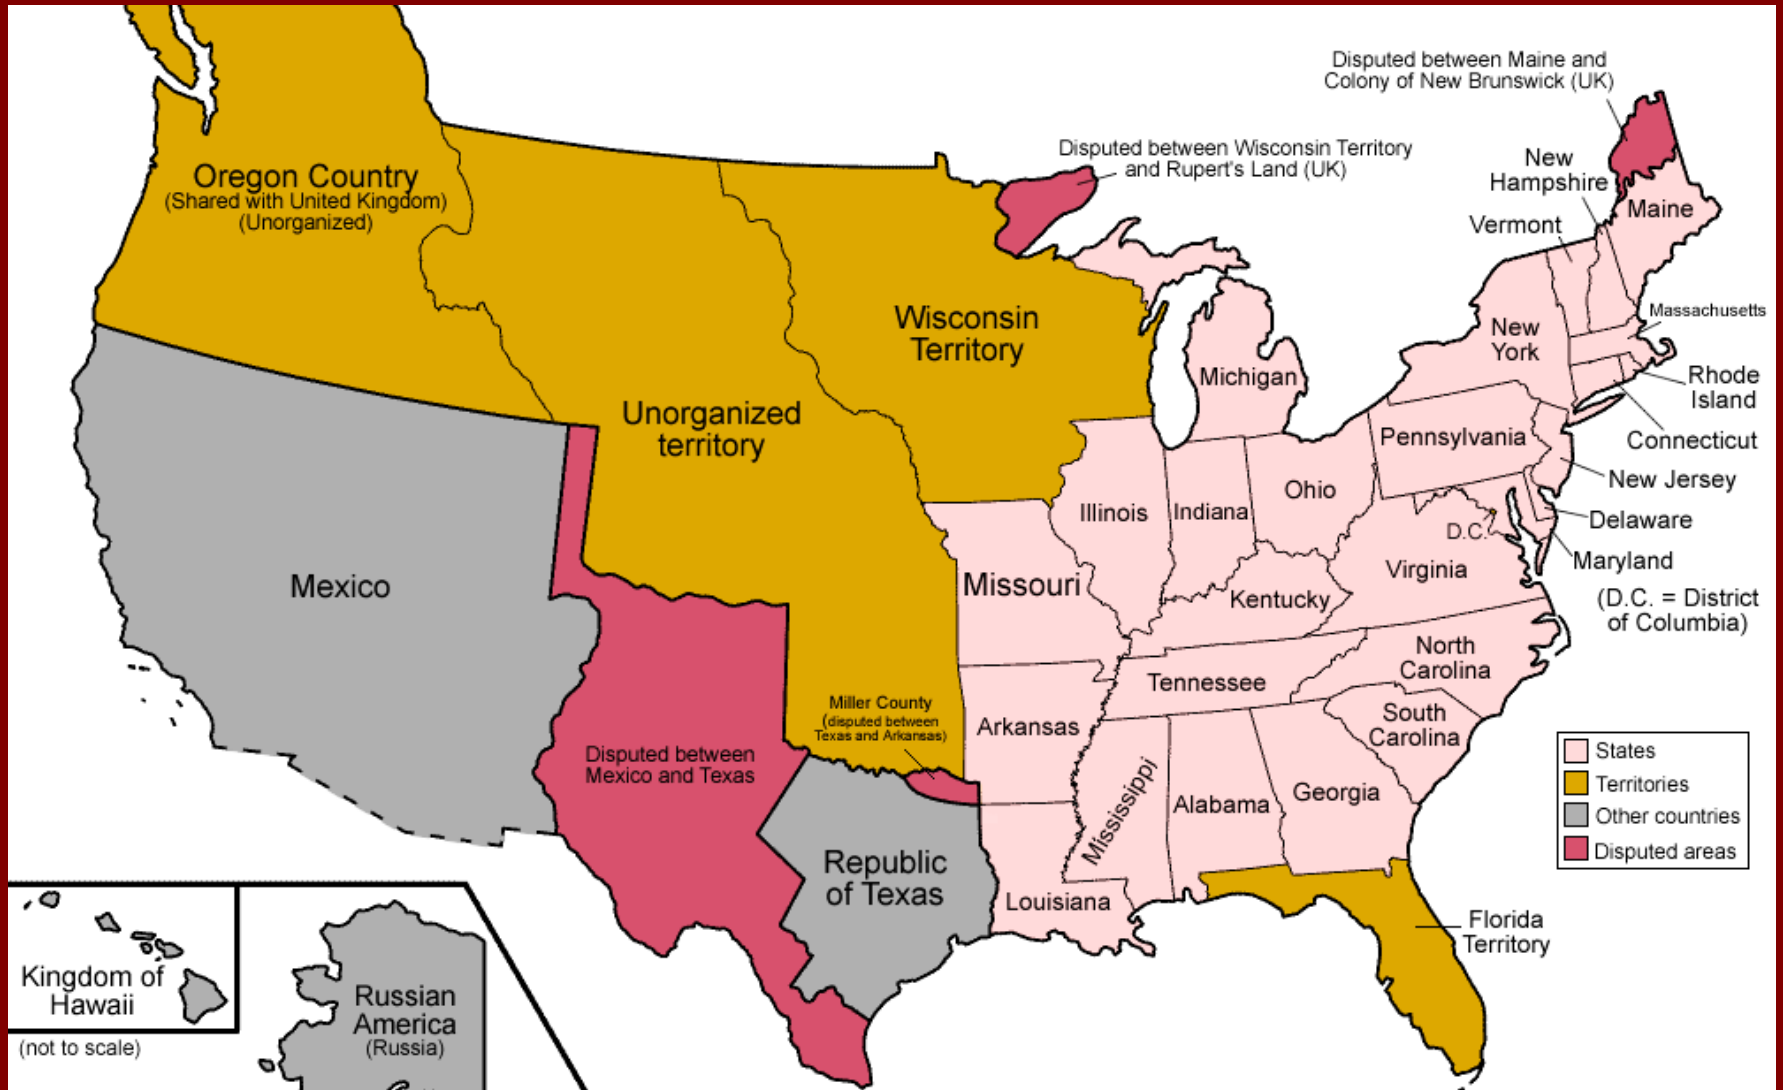 Disputed between Maine and
Colony of New Brunswick (UK)
Disputed between Wisconsin Territory
and Rupert's Land (UK)
New
Hampshire
Vermont
Maine
Oregon Country
(Shared with United Kingdom)
(Unorganized)
Massachusetts
Wisconsin
Territory
New
York
Michigan
Rhode
Island
Connecticut
Unorganized
territory
Pennsylvania
New Jersey
Ohio
Illinois
Indiana
Delaware
D.C.
Maryland
Mexico
Missouri
Virginia
Kentucky
(D.C. = District
of Columbia)
North
Carolina
Tennessee
Miller County
(disputed between
Texas and Arkansas)
Arkansas
South
Carolina
Disputed between
Mexico and Texas
States
Territories
Other countries
Disputed areas
Mississippi
Alabama
Georgia
Republic
of Texas
Louisiana
Florida
Territory
Kingdom of
Hawaii
(not to scale)
Russian
America
(Russia)